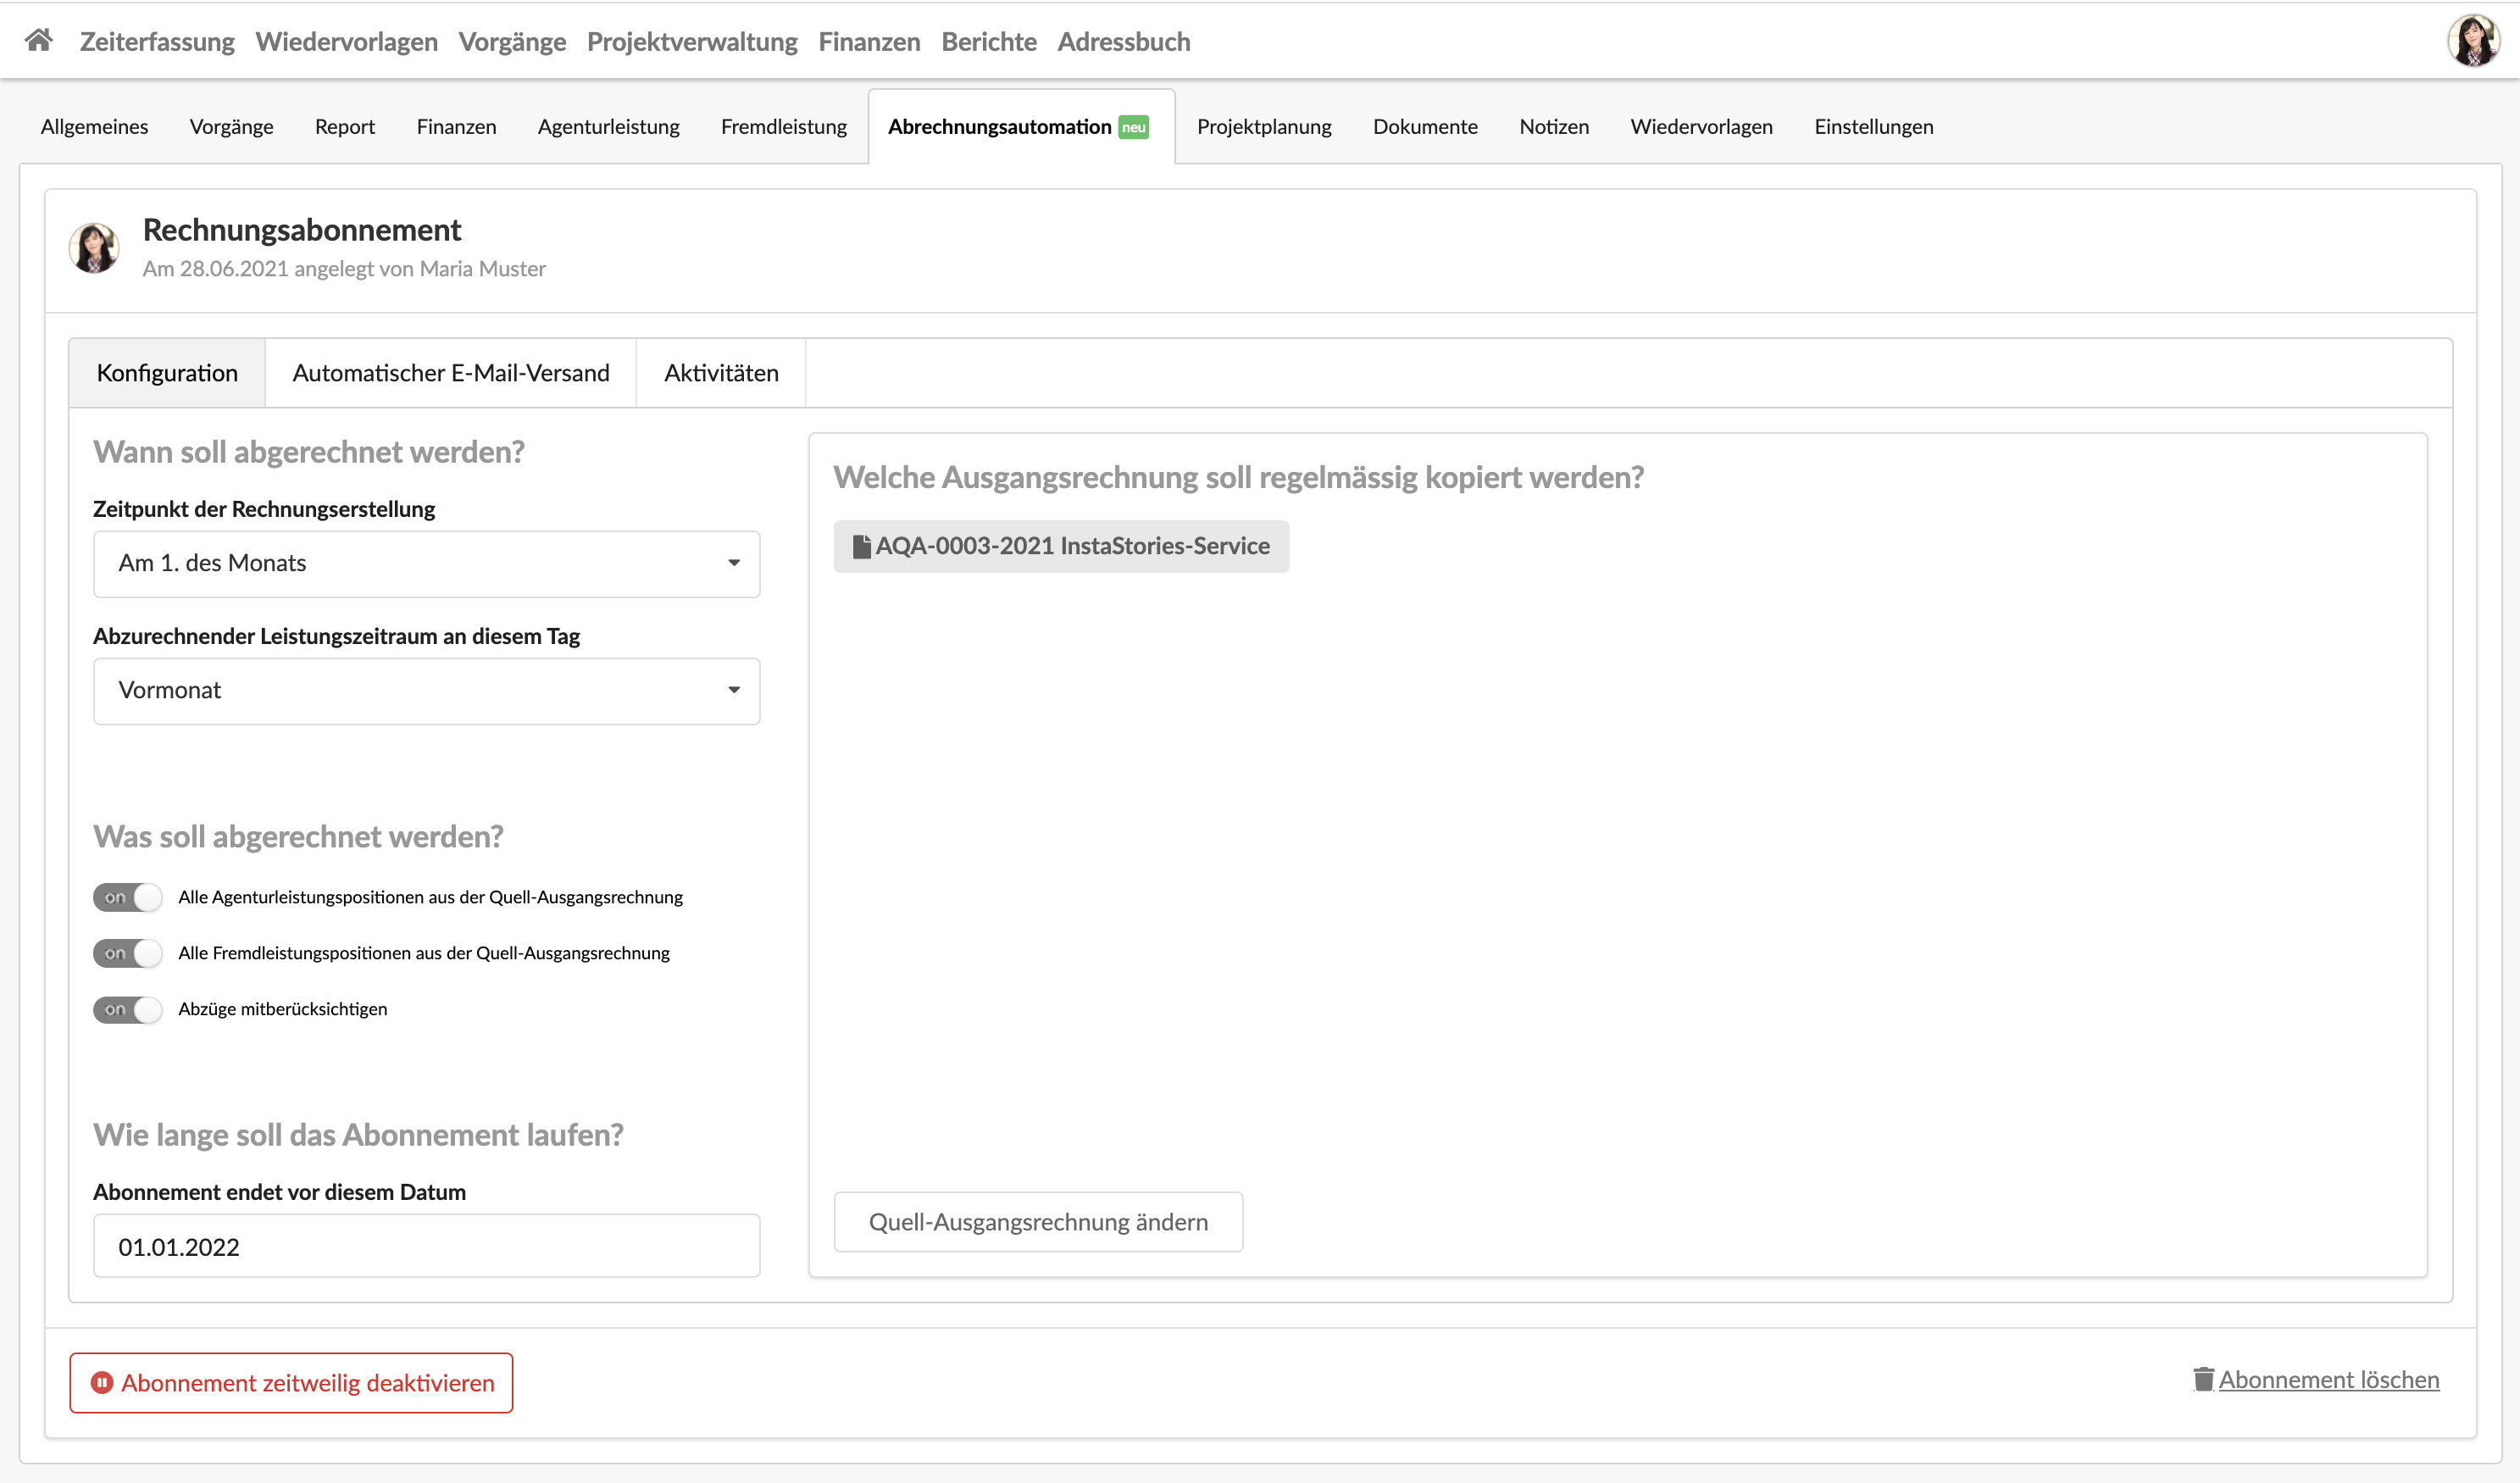 Zeiterfassung Wiedervorlagen Vorgänge Projektverwaltung Finanzen Berichte Adressbuch
Allgemeines Vorgänge Report Finanzen Agenturleistung Fremdleistung Abrechnungsautomation neu Projektplanung Dokumente Notizen Wiedervorlagen Einstellungen
Rechnungsabonnement
Am 28.06.2021 angelegt von Maria Muster
Konfiguration Automatischer E-Mail-Versand Aktivitäten
Wann soll abgerechnet werden?
Zeitpunkt der Rechnungserstellung
Am 1. des Monats
Abzurechnender Leistungszeitraum an diesem Tag
Vormonat
Was soll abgerechnet werden?
on Alle Agenturleistungspositionen aus der Quell-Ausgangsrechnung
on Alle Fremdleistungspositionen aus der Quell-Ausgangsrechnung
on Abzüge mitberücksichtigen
Wie lange soll das Abonnement laufen?
Abonnement endet vor diesem Datum
01.01.2022
Welche Ausgangsrechnung soll regelmässig kopiert werden?
AQA-0003-2021 InstaStories-Service
Quell-Ausgangsrechnung ändern
Abonnement zeitweilig deaktivieren
Abonnement löschen